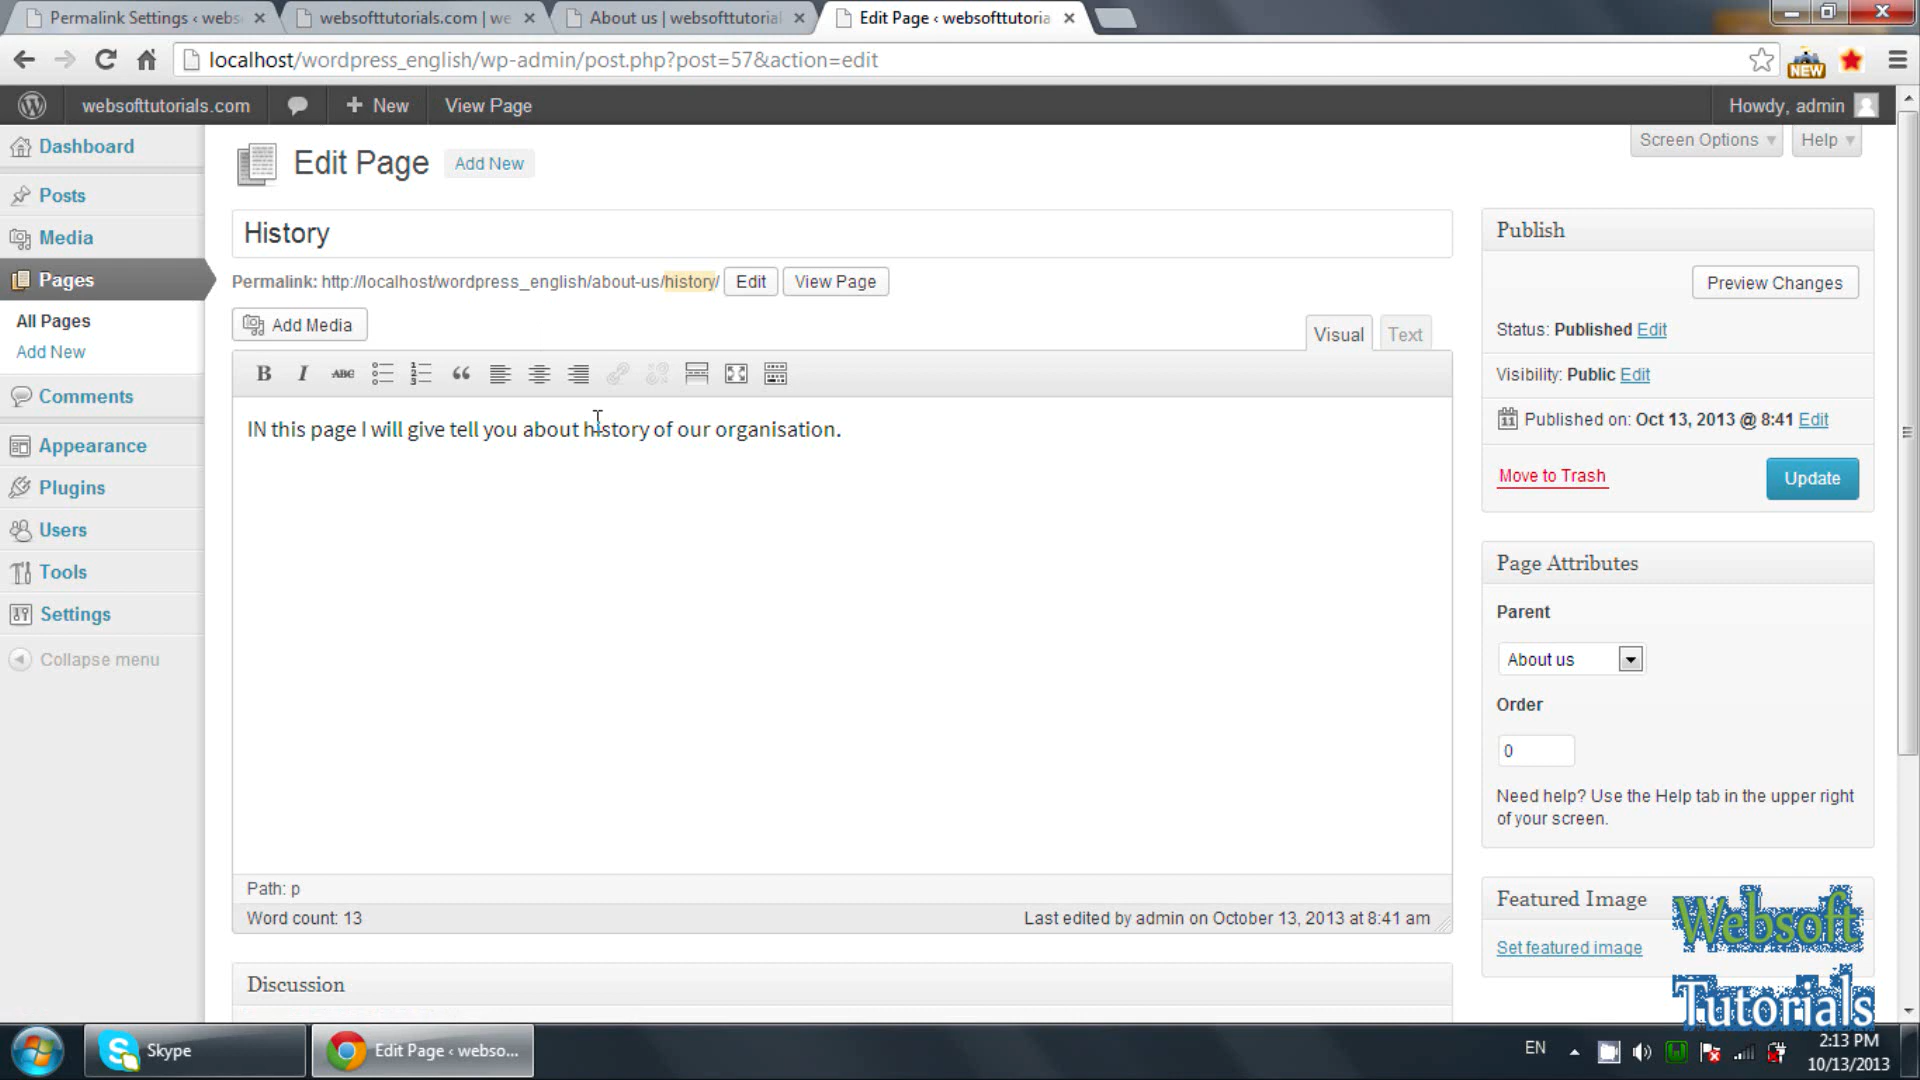 Permalink Settings ‹ webs
websofttutorials.com | we
About us | websofttutorial
Edit Page ‹ websofttutoria
localhost/wordpress_english/wp-admin/post.php?post=57&action=edit
NEW
websofttutorials.com
+ New
View Page
Howdy, admin
Dashboard
Posts
Media
Pages
All Pages
Add New
Comments
Appearance
Plugins
Users
Tools
Settings
Collapse menu
Screen Options
Help
Edit Page
Add New
History
Permalink: http://localhost/wordpress_english/about-us/history/
Edit
View Page
Add Media
Visual
Text
B I ABC
IN this page I will give tell you about history of our organisation.
Path: p
Word count: 13
Last edited by admin on October 13, 2013 at 8:41 am
Discussion
Publish
Preview Changes
Status: Published Edit
Visibility: Public Edit
11 Published on: Oct 13, 2013 @ 8:41 Edit
Move to Trash
Update
Page Attributes
Parent
About us
Order
0
Need help? Use the Help tab in the upper right
of your screen.
Featured Image
Set featured image
Websoft
Tutorials
Skype
Edit Page ‹ webso...
EN
2:13 PM
10/13/2013